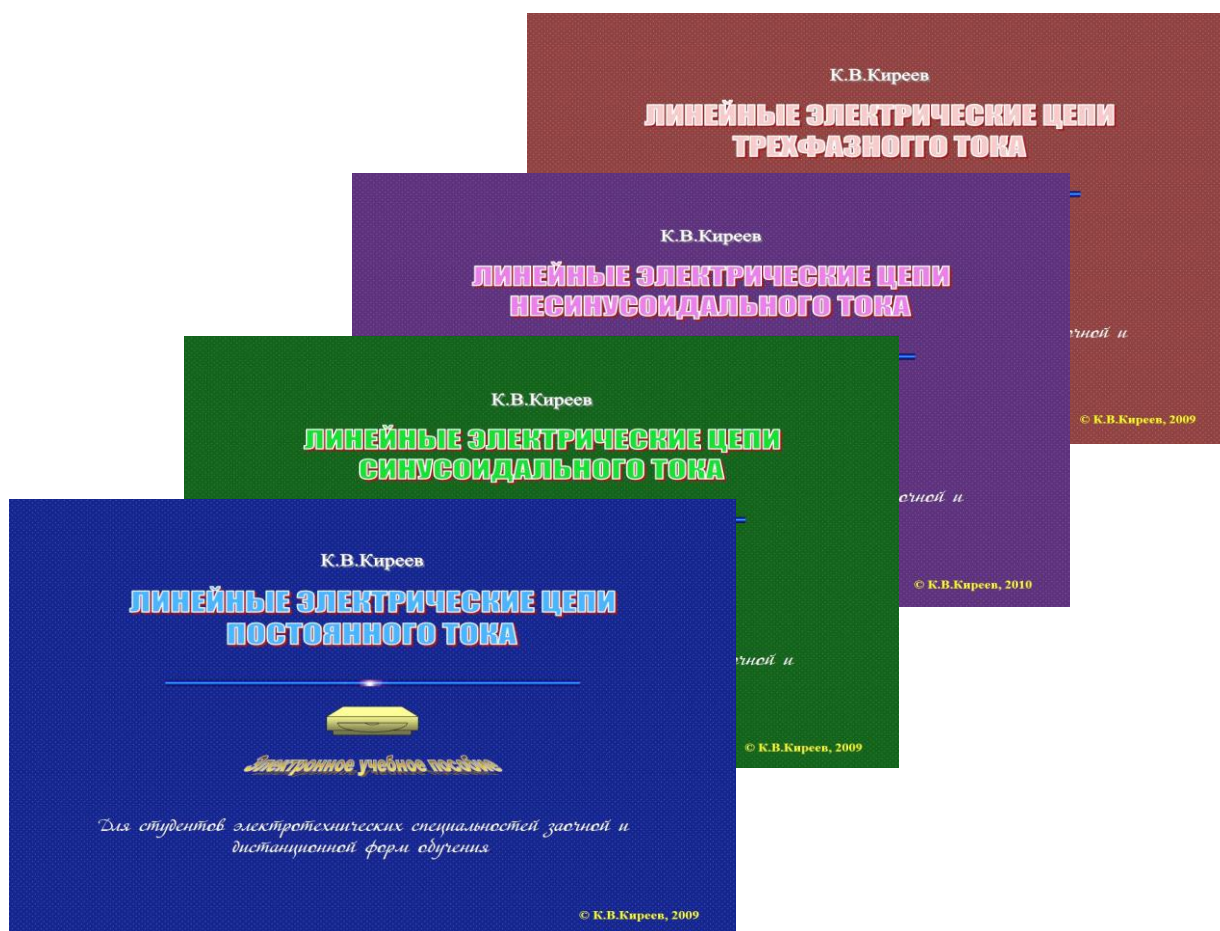 К.В.Киреев
ЛИНЕЙНЫЕ ЭЛЕКТРИЧЕСКИЕ ЦЕПИ
ТРЕХФАЗНОГГО ТОКА
очной и
© К.В.Киреев, 2009
К.В.Киреев
ЛИНЕЙНЫЕ ЭЛЕКТРИЧЕСКИЕ ЦЕПИ
НЕСИНУСОИДАЛЬНОГО ТОКА
очной и
© К.В.Киреев, 2010
К.В.Киреев
ЛИНЕЙНЫЕ ЭЛЕКТРИЧЕСКИЕ ЦЕПИ
СИНУСОИДАЛЬНОГО ТОКА
очной и
© К.В.Киреев, 2009
К.В.Киреев
ЛИНЕЙНЫЕ ЭЛЕКТРИЧЕСКИЕ ЦЕПИ
ПОСТОЯННОГО ТОКА
Электронное учебное пособие
Для студентов электротехнических специальностей заочной и
дистанционной форм обучения
© К.В.Киреев, 2009